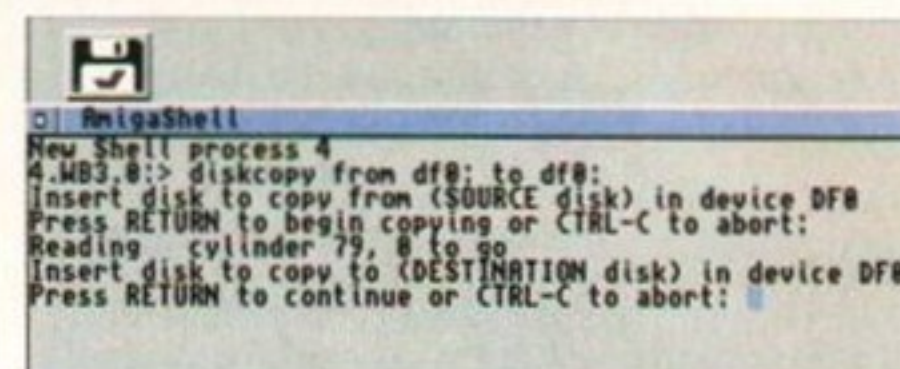 AmigaShell
New Shell process 4
4.WB3.0:> diskcopy from df0: to df0:
Insert disk to copy from (SOURCE disk) in device DF0
Press RETURN to begin copying or CTRL-C to abort:
Reading cylinder 79, 0 to go
Insert disk to copy to (DESTINATION disk) in device DF0
Press RETURN to continue or CTRL-C to abort: